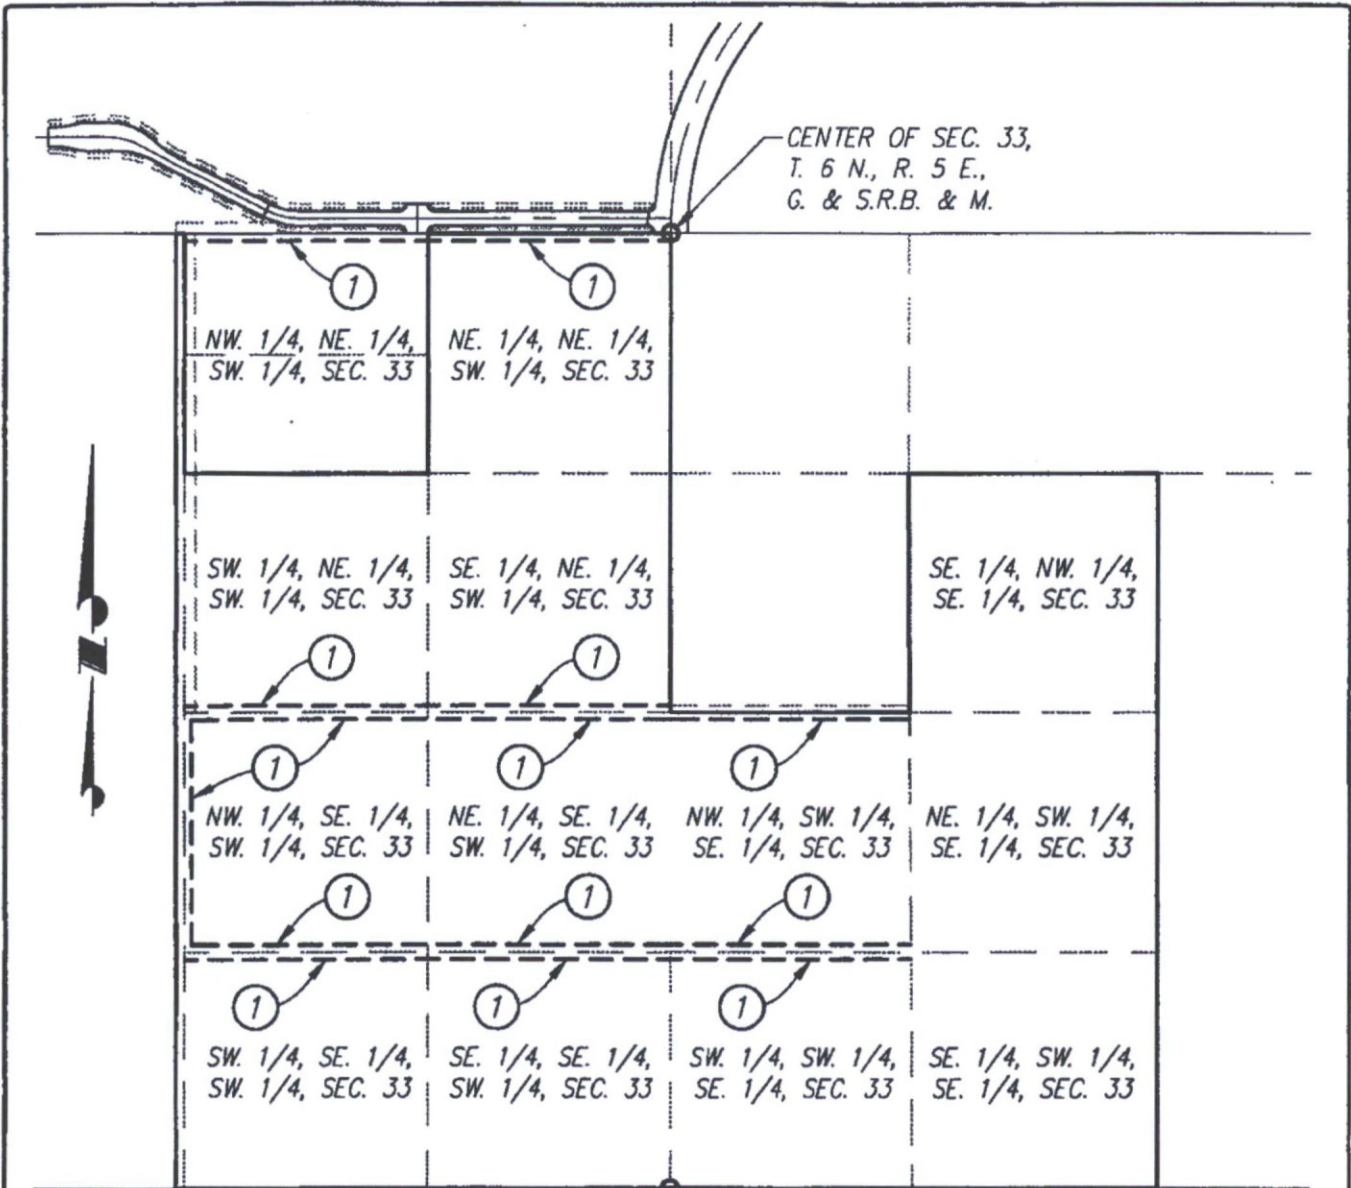 CENTER OF SEC. 33,
T. 6 N., R. 5 E.,
G. & S.R.B. & M.
1
1
NW. 1/4, NE. 1/4,
SW. 1/4, SEC. 33
NE. 1/4, NE. 1/4,
SW. 1/4, SEC. 33
SW. 1/4, NE. 1/4,
SW. 1/4, SEC. 33
SE. 1/4, NE. 1/4,
SW. 1/4, SEC. 33
SE. 1/4, NW. 1/4,
SE. 1/4, SEC. 33
N
1
1
1
1
1
NW. 1/4, SE. 1/4,
SW. 1/4, SEC. 33
NE. 1/4, SE. 1/4,
SW. 1/4, SEC. 33
NW. 1/4, SW. 1/4,
SE. 1/4, SEC. 33
NE. 1/4, SW. 1/4,
SE. 1/4, SEC. 33
1
1
1
1
1
1
SW. 1/4, SE. 1/4,
SW. 1/4, SEC. 33
SE. 1/4, SE. 1/4,
SW. 1/4, SEC. 33
SW. 1/4, SW. 1/4,
SE. 1/4, SEC. 33
SE. 1/4, SW. 1/4,
SE. 1/4, SEC. 33